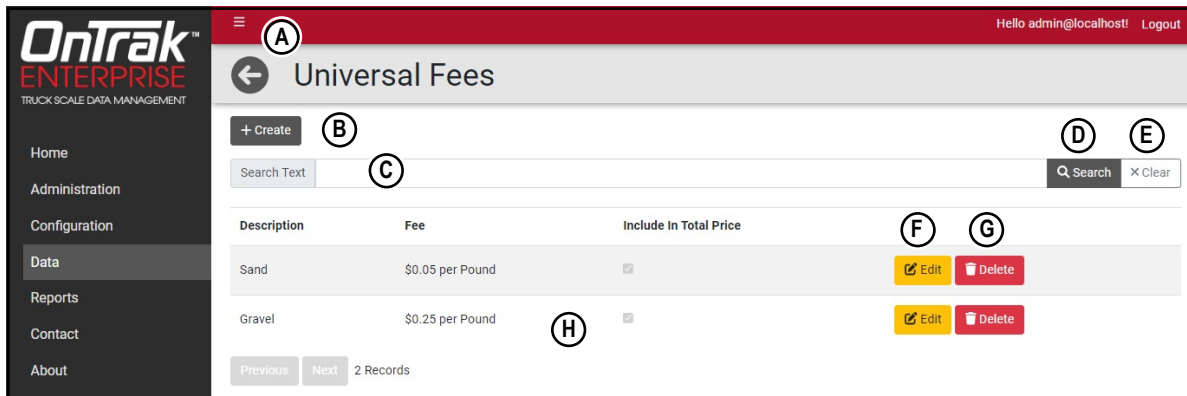 OnTrak™
ENTERPRISE
TRUCK SCALE DATA MANAGEMENT
Home
Administration
Configuration
Data
Reports
Contact
About
A
Hello admin@localhost! Logout
Universal Fees
+ Create B
D E
Search Text C Search × Clear
Description Fee Include In Total Price
F G
Sand $0.05 per Pound Edit Delete
Gravel $0.25 per Pound Edit Delete
H
Previous Next 2 Records